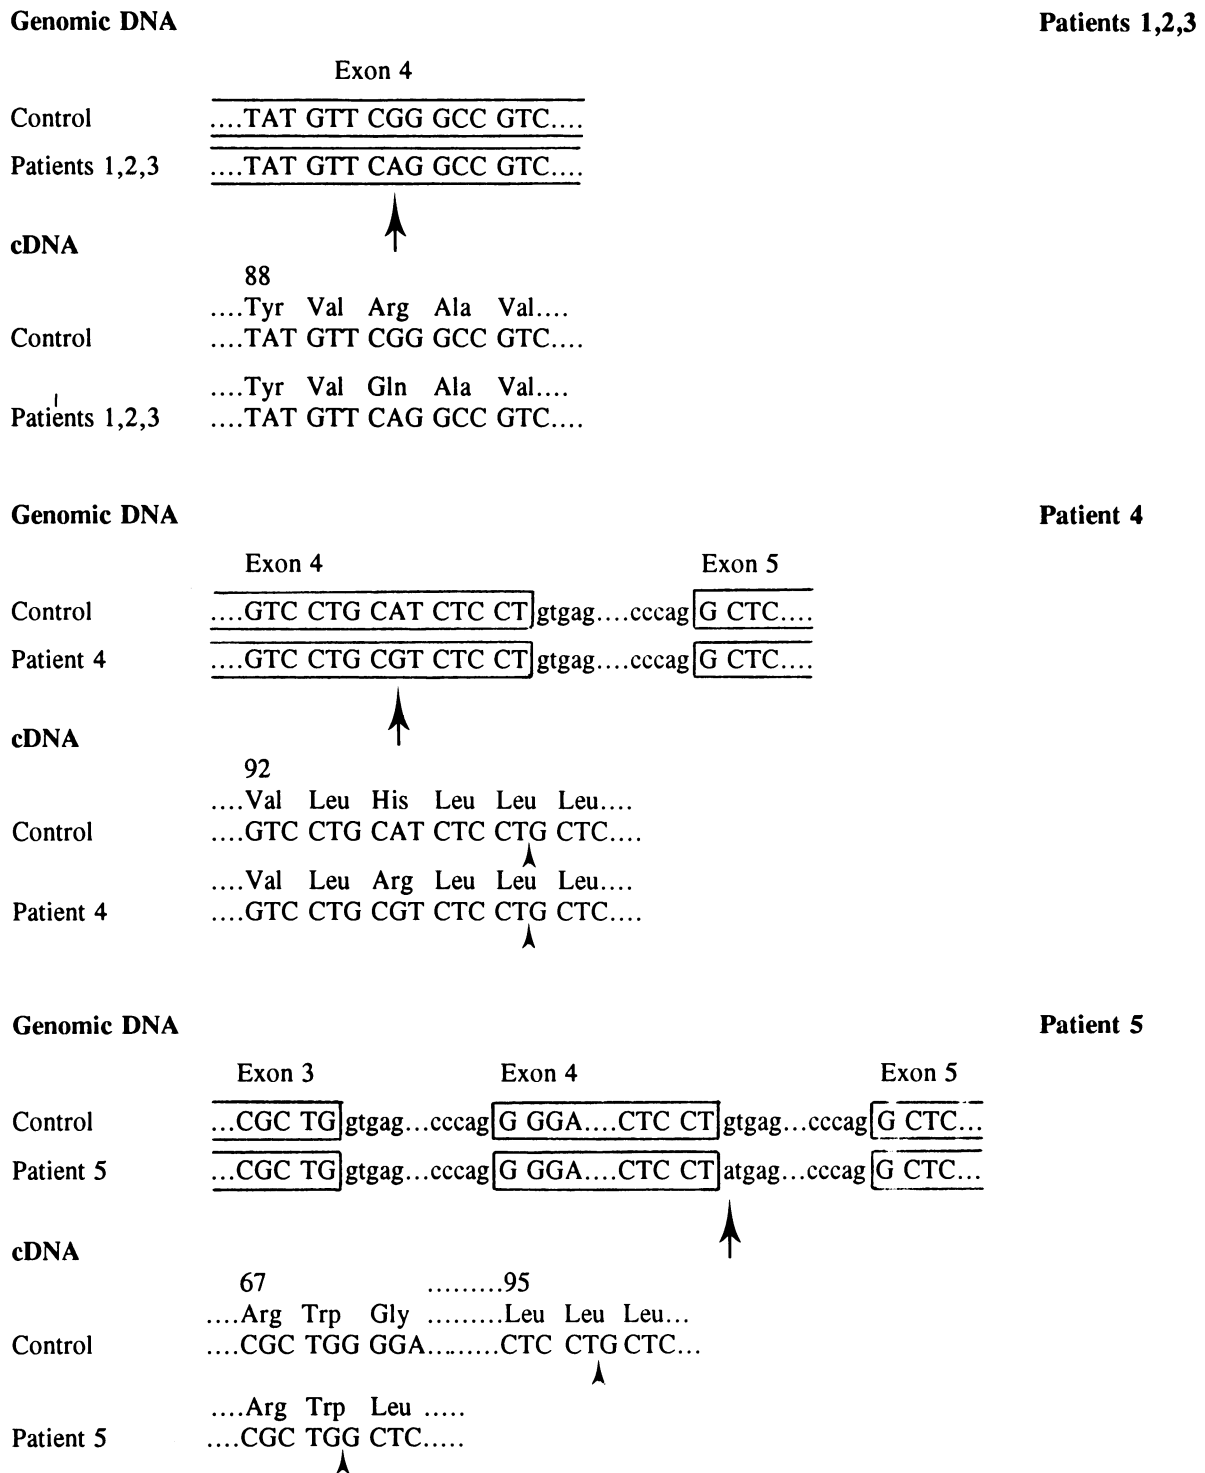 Genomic DNA Patients 1,2,3
Exon 4
Control ....TAT GTT CGG GCC GTC....
Patients 1,2,3 ....TAT GTT CAG GCC GTC....
cDNA
88
....Tyr Val Arg Ala Val....
Control ....TAT GTT CGG GCC GTC....
....Tyr Val Gln Ala Val....
Patients 1,2,3 ....TAT GTT CAG GCC GTC....
Genomic DNA Patient 4
Exon 4 Exon 5
Control ....GTC CTG CAT CTC CT gtgag....cccag G CTC....
Patient 4 ....GTC CTG CGT CTC CT gtgag....cccag G CTC....
cDNA
92
....Val Leu His Leu Leu Leu....
Control ....GTC CTG CAT CTC CTG CTC....
....Val Leu Arg Leu Leu Leu....
Patient 4 ....GTC CTG CGT CTC CTG CTC....
Genomic DNA Patient 5
Exon 3 Exon 4 Exon 5
Control ...CGC TG gtgag...cccag G GGA....CTC CT gtgag...cccag G CTC...
Patient 5 ...CGC TG gtgag...cccag G GGA....CTC CT atgag...cccag G CTC...
cDNA
67 .........95
....Arg Trp Gly .........Leu Leu Leu...
Control ....CGC TGG GGA.........CTC CTG CTC...
....Arg Trp Leu .....
Patient 5 ....CGC TGG CTC.....